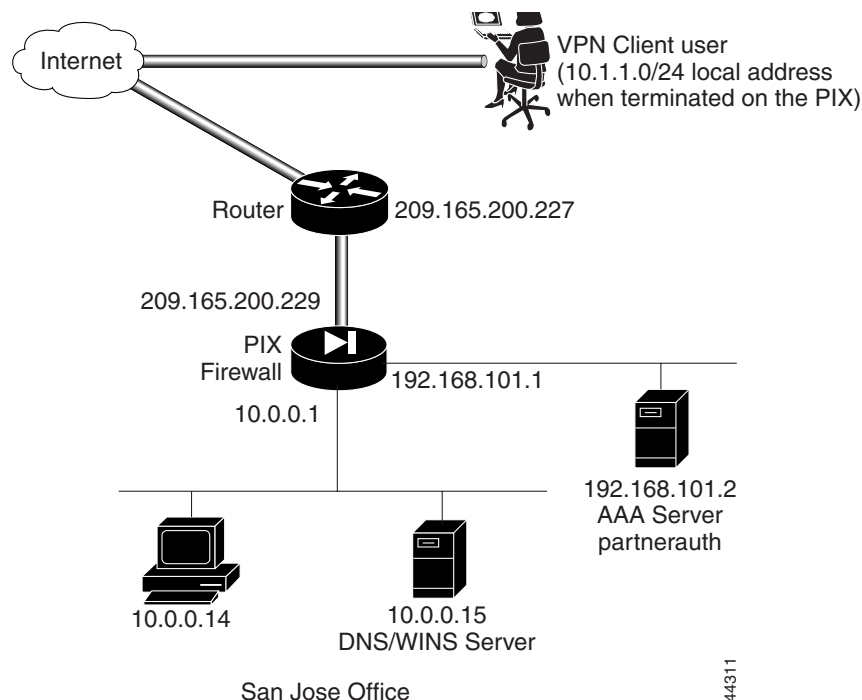 Internet
VPN Client user
(10.1.1.0/24 local address
when terminated on the PIX)
Router
209.165.200.227
209.165.200.229
PIX
Firewall
192.168.101.1
10.0.0.1
192.168.101.2
AAA Server
partnerauth
10.0.0.14
10.0.0.15
DNS/WINS Server
San Jose Office
44311